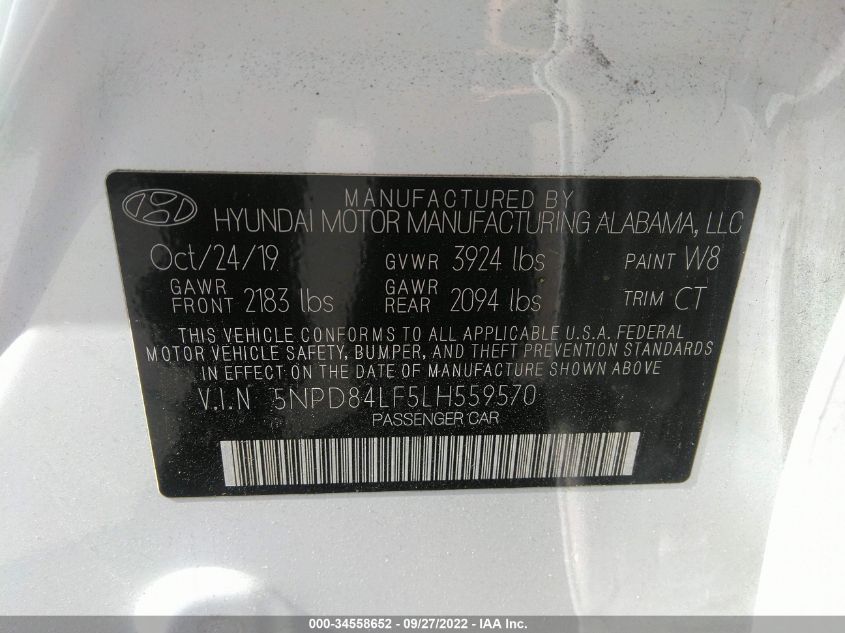 MANUFACTURED BY
HYUNDAI MOTOR MANUFACTURING ALABAMA, LLC
Oct/24/19 GVWR 3924 lbs PAINT W8
GAWR FRONT 2183 lbs GAWR REAR 2094 lbs TRIM CT
THIS VEHICLE CONFORMS TO ALL APPLICABLE U.S.A. FEDERAL
MOTOR VEHICLE SAFETY, BUMPER, AND THEFT PREVENTION STANDARDS
IN EFFECT ON THE DATE OF MANUFACTURE SHOWN ABOVE.
V.I.N 5NPD84LF5LH559570
PASSENGER CAR
000-34558652 - 09/27/2022 - IAA Inc.